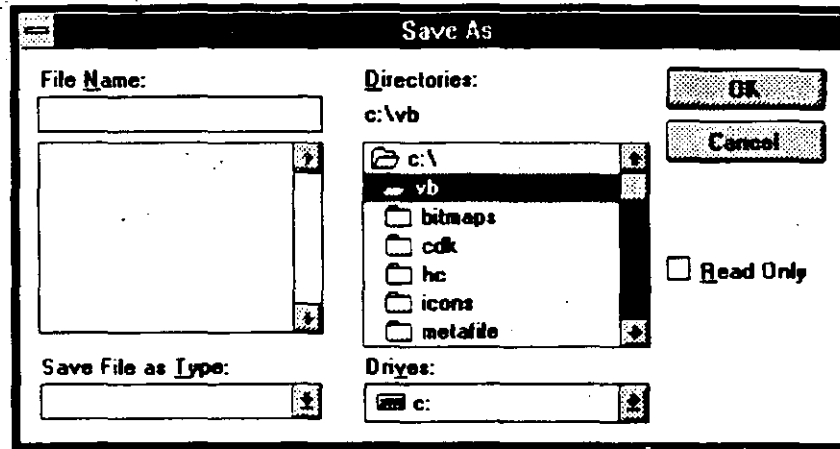 Save As
File Name:
Directories:
c:\vb
OK
Cancel
c:\
vb
bitmaps
cdk
hc
icons
metafile
Read Only
Save File as Type:
Drives:
c: